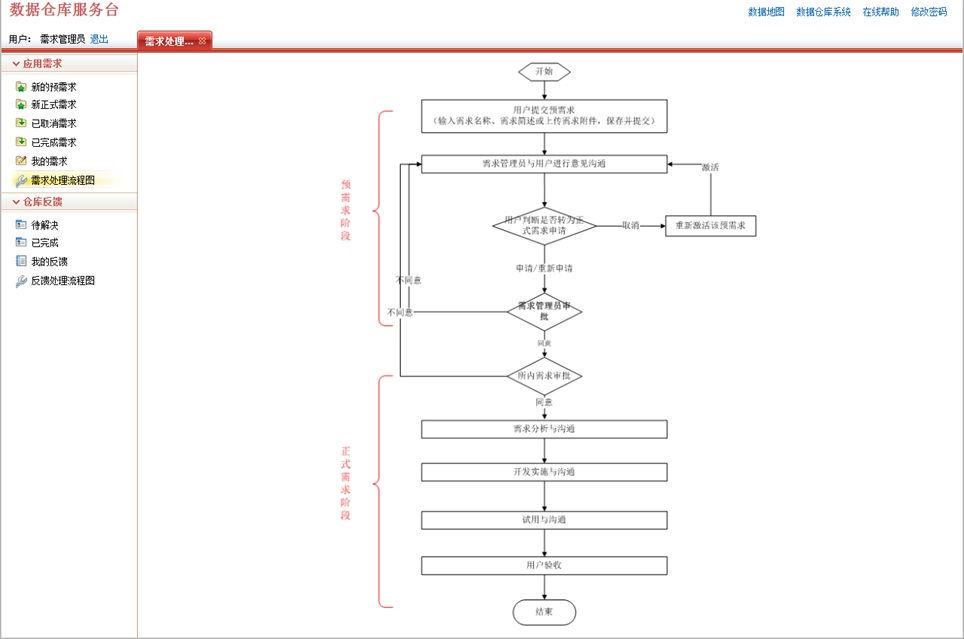 数据仓库服务台
数据地图 数据仓库系统 在线帮助 修改密码
用户: 需求管理员 退出
需求处理...
应用需求
新的预需求
新正式需求
已取消需求
已完成需求
我的需求
需求处理流程图
仓库反馈
待解决
已完成
我的反馈
反馈处理流程图
开始
用户提交预需求
(输入需求名称、需求简述或上传需求附件，保存并提交)
需求管理员与用户进行意见沟通
激活
预需求阶段
用户判断是否转为正
式需求申请
取消
重新激活该预需求
申请/重新申请
不同意
需求管理员审
批
不同意
同意
所内需求审批
同意
需求分析与沟通
正式需求阶段
开发实施与沟通
试用与沟通
用户验收
结束